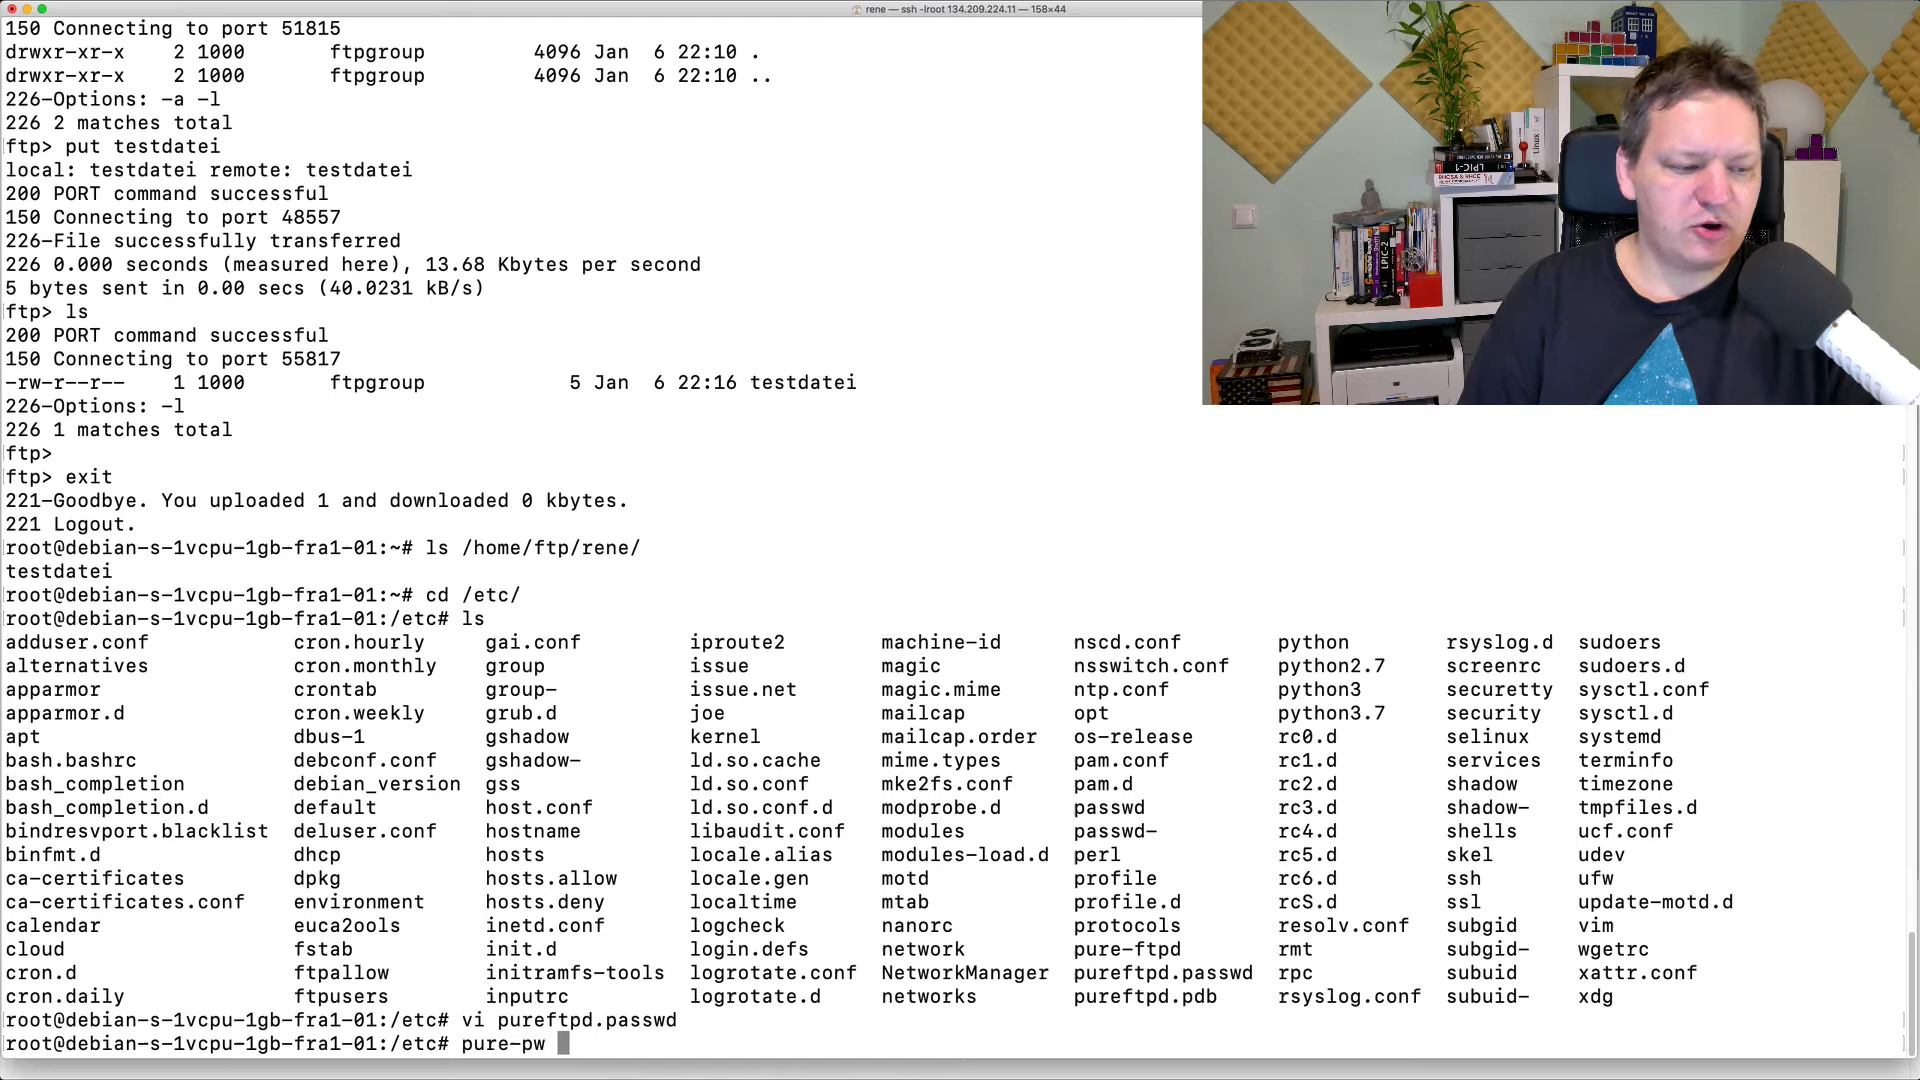 rene — ssh -lroot 134.209.224.11 — 158×44
150 Connecting to port 51815
drwxr-xr-x    2 1000       ftpgroup         4096 Jan  6 22:10 .
drwxr-xr-x    2 1000       ftpgroup         4096 Jan  6 22:10 ..
226-Options: -a -l
226 2 matches total
ftp> put testdatei
local: testdatei remote: testdatei
200 PORT command successful
150 Connecting to port 48557
226-File successfully transferred
226 0.000 seconds (measured here), 13.68 Kbytes per second
5 bytes sent in 0.00 secs (40.0231 kB/s)
ftp> ls
200 PORT command successful
150 Connecting to port 55817
-rw-r--r--    1 1000       ftpgroup            5 Jan  6 22:16 testdatei
226-Options: -l
226 1 matches total
ftp>
ftp> exit
221-Goodbye. You uploaded 1 and downloaded 0 kbytes.
221 Logout.
root@debian-s-1vcpu-1gb-fra1-01:~# ls /home/ftp/rene/
testdatei
root@debian-s-1vcpu-1gb-fra1-01:~# cd /etc/
root@debian-s-1vcpu-1gb-fra1-01:/etc# ls
adduser.conf cron.hourly gai.conf iproute2 machine-id nscd.conf python rsyslog.d sudoers
alternatives cron.monthly group issue magic nsswitch.conf python2.7 screenrc sudoers.d
apparmor crontab group- issue.net magic.mime ntp.conf python3 securetty sysctl.conf
apparmor.d cron.weekly grub.d joe mailcap opt python3.7 security sysctl.d
apt dbus-1 gshadow kernel mailcap.order os-release rc0.d selinux systemd
bash.bashrc debconf.conf gshadow- ld.so.cache mime.types pam.conf rc1.d services terminfo
bash_completion debian_version gss ld.so.conf mke2fs.conf pam.d rc2.d shadow timezone
bash_completion.d default host.conf ld.so.conf.d modprobe.d passwd rc3.d shadow- tmpfiles.d
bindresvport.blacklist deluser.conf hostname libaudit.conf modules passwd- rc4.d shells ucf.conf
binfmt.d dhcp hosts locale.alias modules-load.d perl rc5.d skel udev
ca-certificates dpkg hosts.allow locale.gen motd profile rc6.d ssh ufw
ca-certificates.conf environment hosts.deny localtime mtab profile.d rcS.d ssl update-motd.d
calendar euca2ools inetd.conf logcheck nanorc protocols resolv.conf subgid vim
cloud fstab init.d login.defs network pure-ftpd rmt subgid- wgetrc
cron.d ftpallow initramfs-tools logrotate.conf NetworkManager pureftpd.passwd rpc subuid xattr.conf
cron.daily ftpusers inputrc logrotate.d networks pureftpd.pdb rsyslog.conf subuid- xdg
root@debian-s-1vcpu-1gb-fra1-01:/etc# vi pureftpd.passwd
root@debian-s-1vcpu-1gb-fra1-01:/etc# pure-pw
Linux
LPIC-1
RHCSA & RHCE
LPIC-2